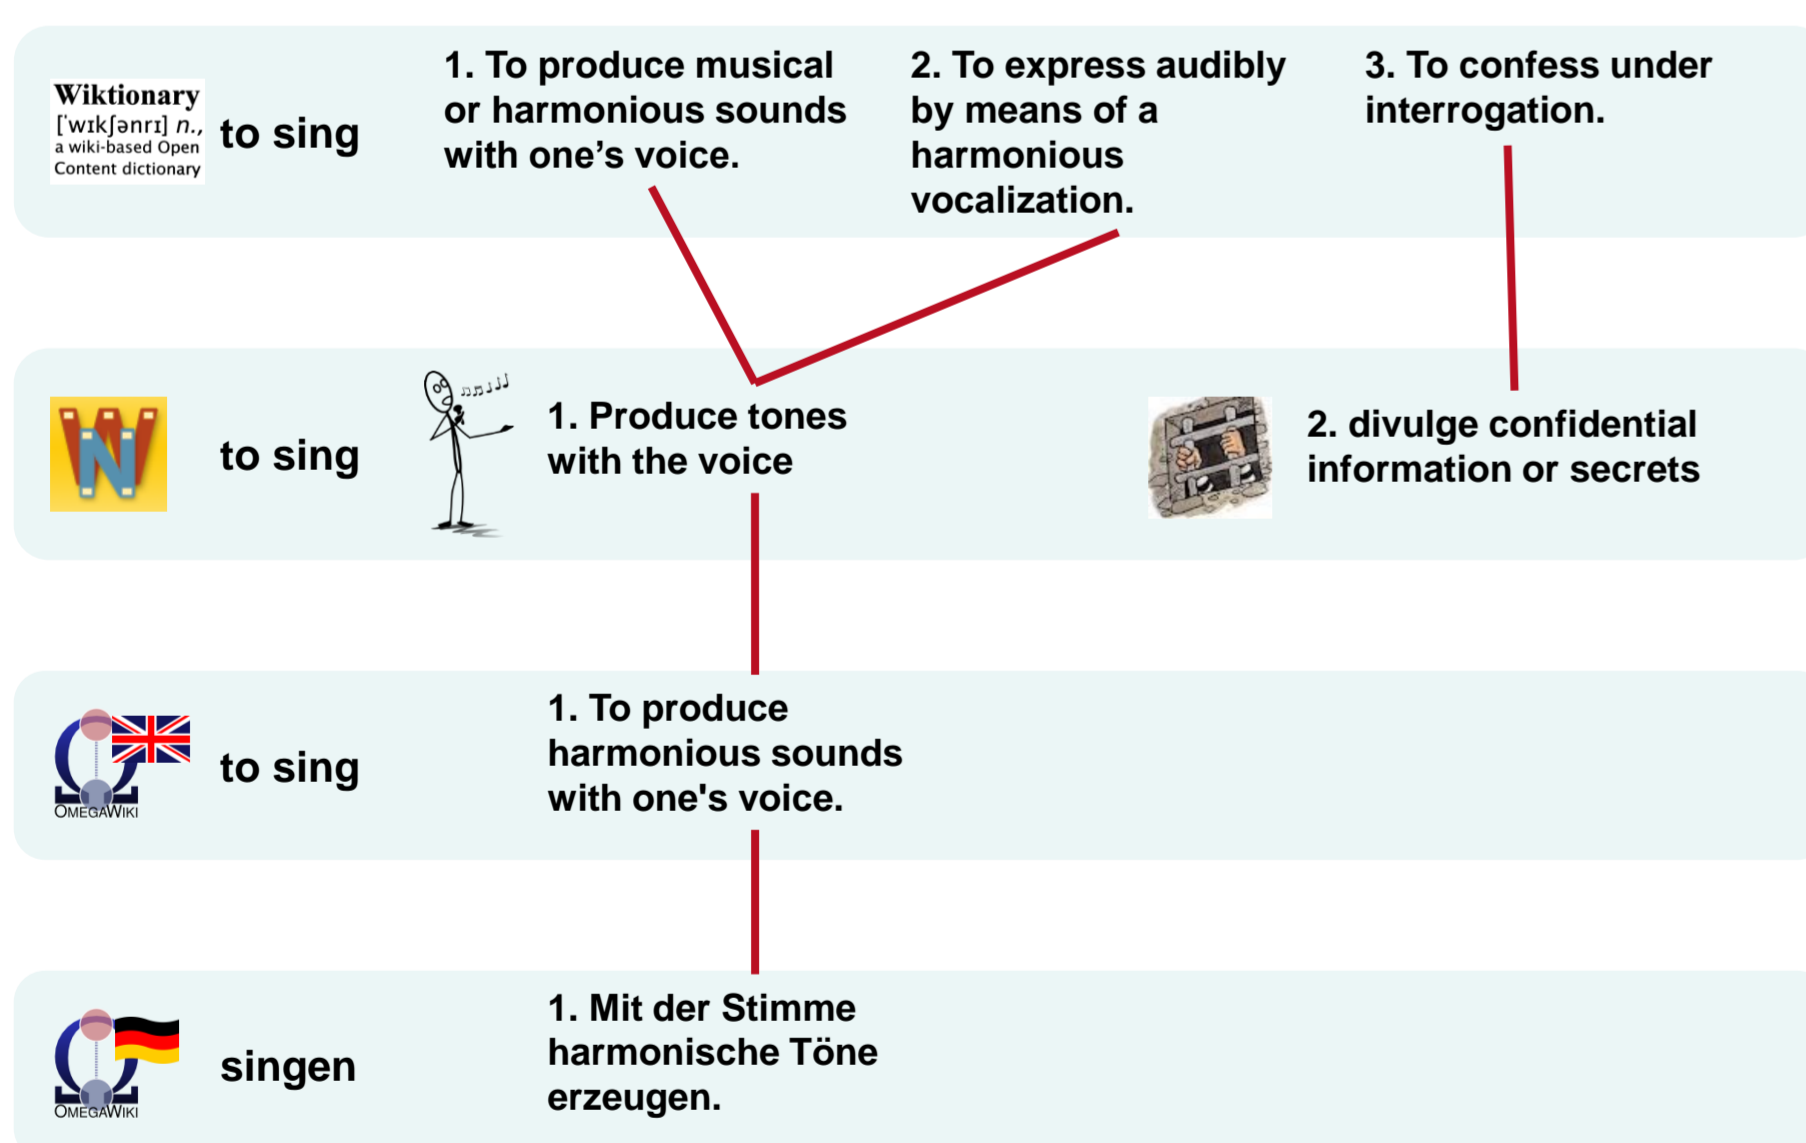 Wiktionary
['wɪkʃənrɪ] n.,
a wiki-based Open
Content dictionary
to sing
1. To produce musical
or harmonious sounds
with one’s voice.
2. To express audibly
by means of a
harmonious
vocalization.
3. To confess under
interrogation.
W
N
to sing
1. Produce tones
with the voice
2. divulge confidential
information or secrets
OMEGAWIKI
to sing
1. To produce
harmonious sounds
with one's voice.
OMEGAWIKI
singen
1. Mit der Stimme
harmonische Töne
erzeugen.